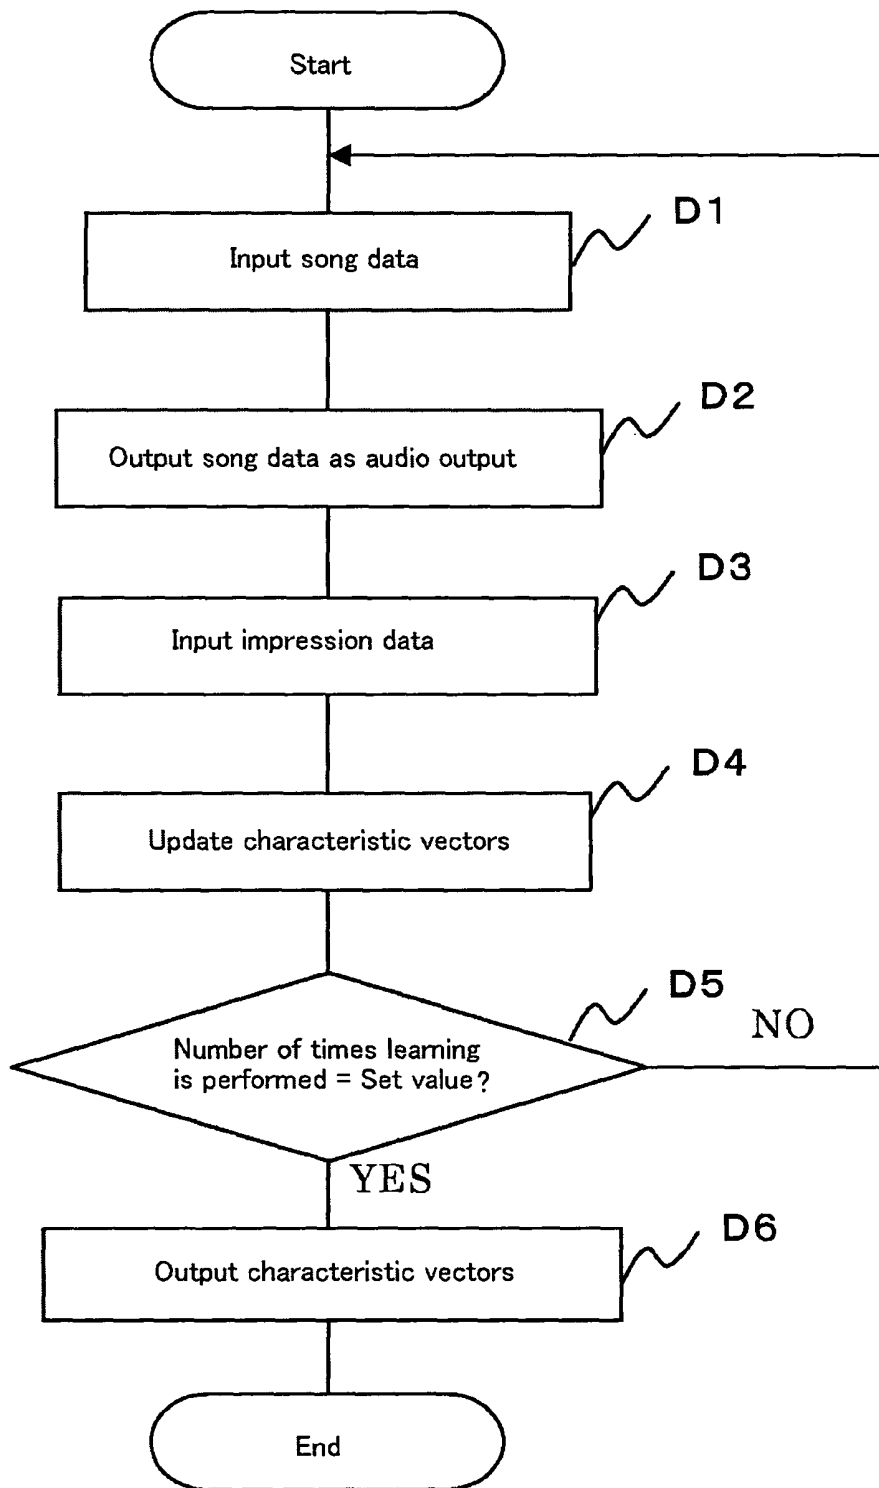 Start
D1
Input song data
D2
Output song data as audio output
D3
Input impression data
D4
Update characteristic vectors
D5
NO
Number of times learning
is performed = Set value?
YES
D6
Output characteristic vectors
End